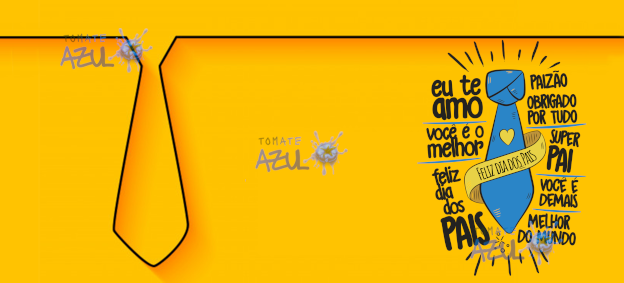 TOMATE
AZUL
TOMATE
AZUL
eu te
amo
você e o
melhor
feliz
dia
dos
PAIS
FELIZ DIA DOS PAIS
PAIZÃO
OBRIGADO
POR TUDO
SUPER
PAI
VOCÊ É
DEMAIS
MELHOR
DO MUNDO
AZUL